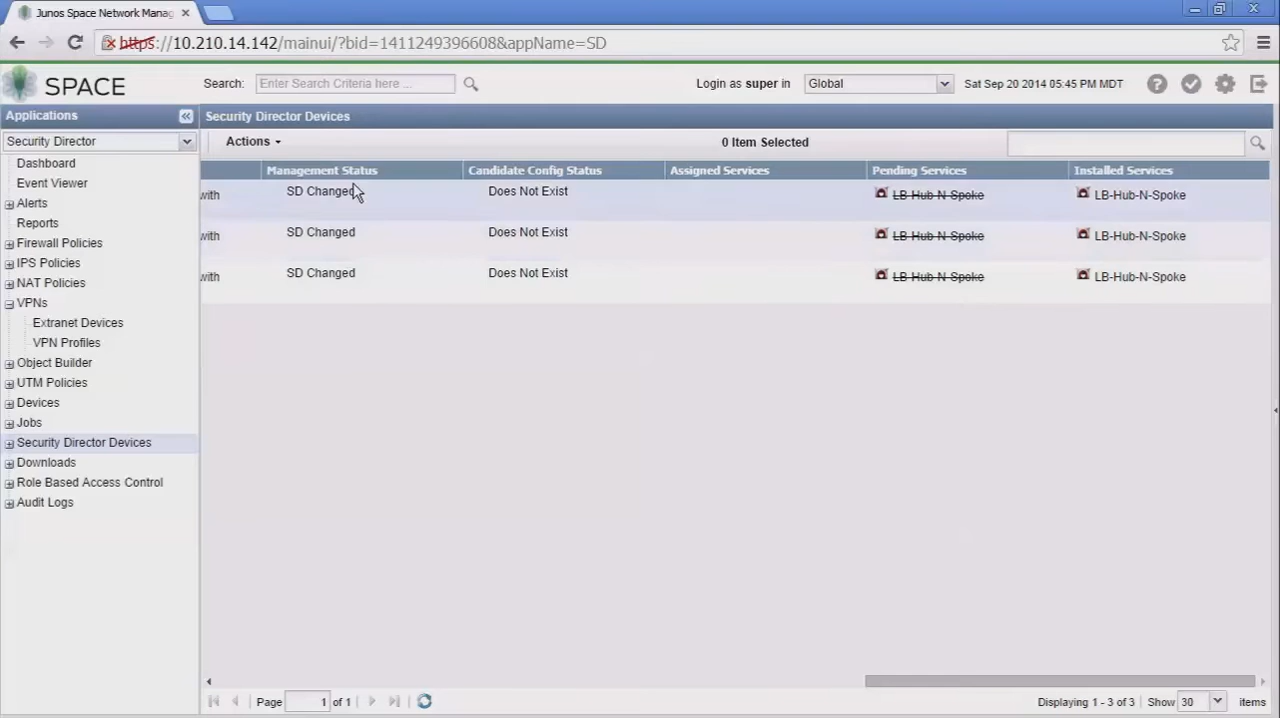 Junos Space Network Manag
https://10.210.14.142/mainui/?bid=1411249396608&appName=SD
SPACE
Search: Enter Search Criteria here ...
Login as super in Global Sat Sep 20 2014 05:45 PM MDT
Applications
Security Director Devices
Security Director
Actions
0 Item Selected
Dashboard
Event Viewer
Alerts
Reports
Firewall Policies
IPS Policies
NAT Policies
VPNs
Extranet Devices
VPN Profiles
Object Builder
UTM Policies
Devices
Jobs
Security Director Devices
Downloads
Role Based Access Control
Audit Logs
Management Status Candidate Config Status Assigned Services Pending Services Installed Services
with SD Changed Does Not Exist LB-Hub-N-Spoke LB-Hub-N-Spoke
with SD Changed Does Not Exist LB-Hub-N-Spoke LB-Hub-N-Spoke
with SD Changed Does Not Exist LB-Hub-N-Spoke LB-Hub-N-Spoke
Page 1 of 1
Displaying 1 - 3 of 3 Show 30 items